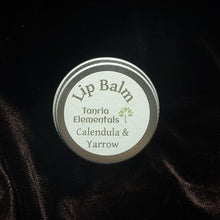 Lip Balm
Tanria
Elementals
Calendula &
Yarrow